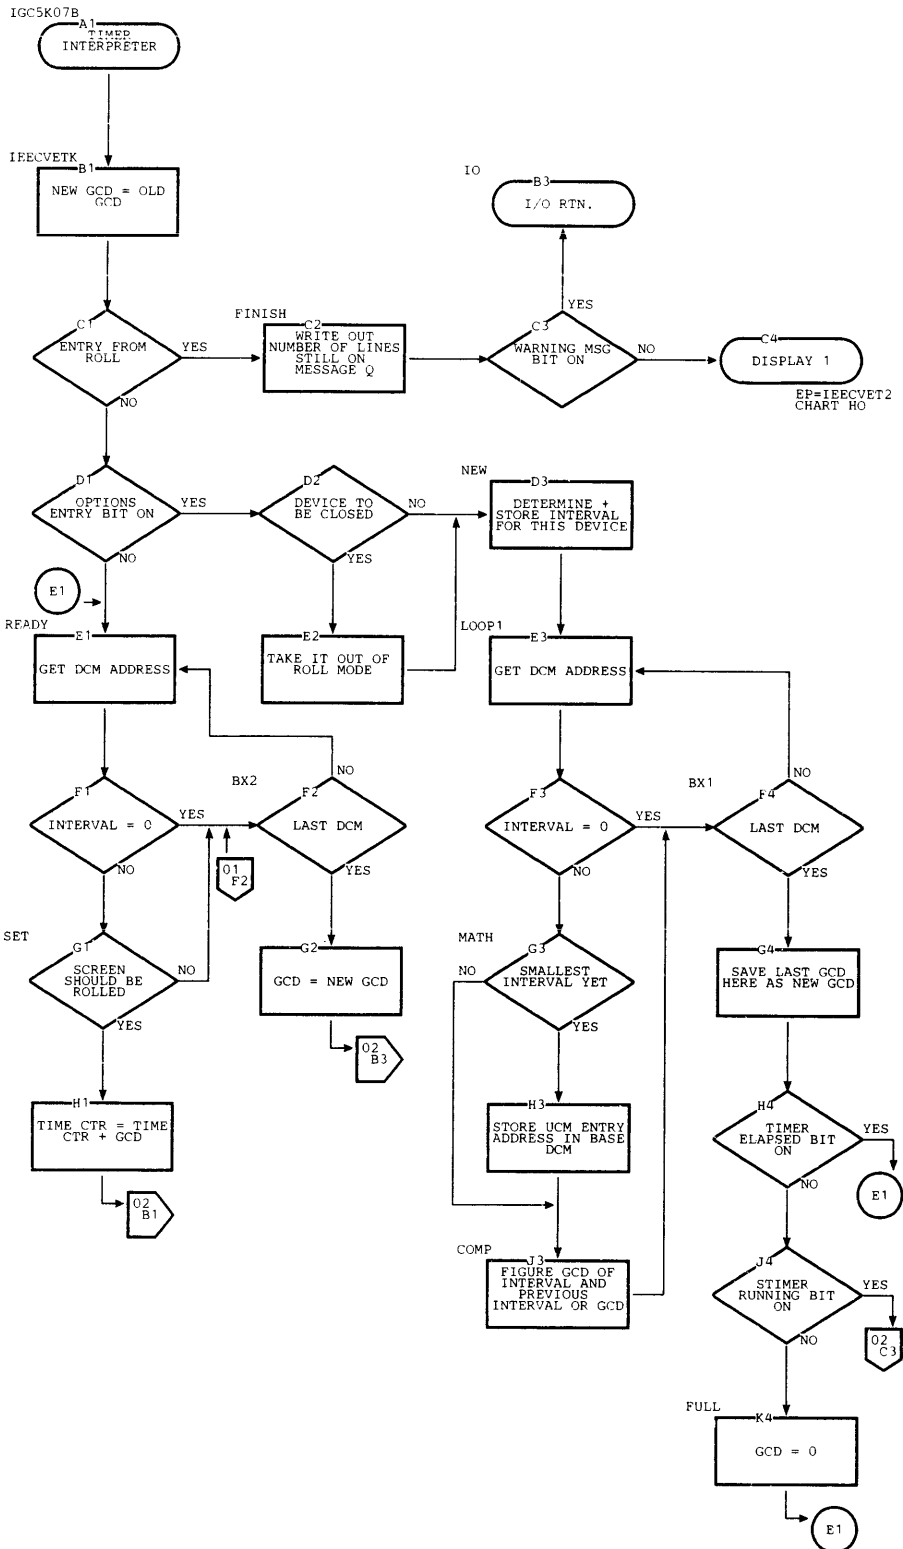 IGC5K07B
A1
TIMER
INTERPRETER
IEECVETK
B1
NEW GCD = OLD
GCD
IO
B3
I/O RTN.
C1
ENTRY FROM
ROLL
YES
NO
FINISH
C2
WRITE OUT
NUMBER OF LINES
STILL ON
MESSAGE Q
C3
WARNING MSG
BIT ON
YES
NO
C4
DISPLAY 1
EP=IEECVET2
CHART HO
D1
OPTIONS
ENTRY BIT ON
YES
NO
D2
DEVICE TO
BE CLOSED
NO
YES
NEW
D3
DETERMINE +
STORE INTERVAL
FOR THIS DEVICE
E1
READY
E1
GET DCM ADDRESS
E2
TAKE IT OUT OF
ROLL MODE
LOOP1
E3
GET DCM ADDRESS
F1
INTERVAL = 0
YES
NO
BX2
01
F2
F2
LAST DCM
NO
YES
F3
INTERVAL = 0
YES
NO
BX1
F4
LAST DCM
NO
YES
SET
G1
SCREEN
SHOULD BE
ROLLED
NO
YES
G2
GCD = NEW GCD
02
B3
MATH
G3
SMALLEST
INTERVAL YET
NO
YES
G4
SAVE LAST GCD
HERE AS NEW GCD
H1
TIME CTR = TIME
CTR + GCD
02
B1
H3
STORE UCM ENTRY
ADDRESS IN BASE
DCM
H4
TIMER
ELAPSED BIT
ON
YES
NO
E1
COMP
J3
FIGURE GCD OF
INTERVAL AND
PREVIOUS
INTERVAL OR GCD
J4
STIMER
RUNNING BIT
ON
YES
NO
02
C3
FULL
K4
GCD = 0
E1